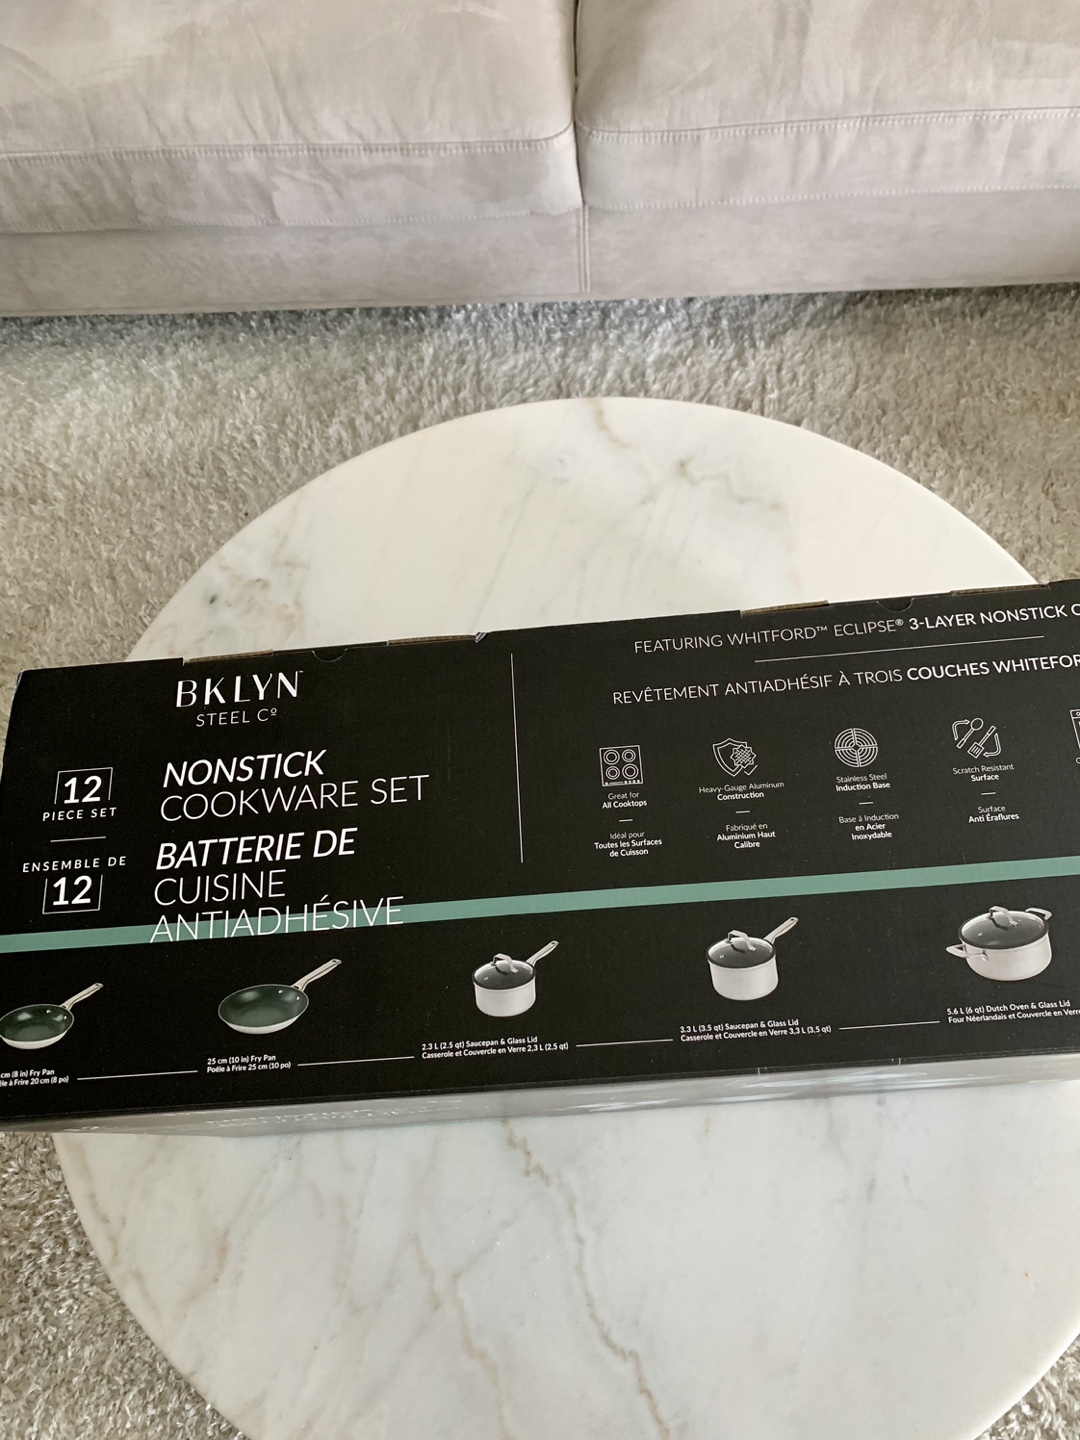 BKLYN™
STEEL Cº
12
PIECE SET
ENSEMBLE DE
12
NONSTICK
COOKWARE SET
BATTERIE DE
CUISINE
ANTIADHÉSIVE
FEATURING WHITFORD™ ECLIPSE® 3-LAYER NONSTICK
REVÊTEMENT ANTIADHÉSIF À TROIS COUCHES
Great for
All Cooktops
Idéal pour
Toutes les Surfaces
de Cuisson
Heavy-Gauge Aluminum
Construction
Fabriqué en
Aluminium Haut
Calibre
Stainless Steel
Induction Base
Base à Induction
en Acier
Inoxydable
Scratch Resistant
Surface
Surface
Anti Éraflures
cm (8 in) Fry Pan
à Frire 20 cm (8 po)
25 cm (10 in) Fry Pan
Poêle à Frire 25 cm (10 po)
2.3 L (2.5 qt) Saucepan & Glass Lid
Casserole et Couvercle en Verre 2,3 L (2,5 qt)
3.3 L (3.5 qt) Saucepan & Glass Lid
Casserole et Couvercle en Verre 3,3 L (3,5 qt)
5.6 L (6 qt) Dutch Oven & Glass Lid
Four Néerlandais et Couvercle en